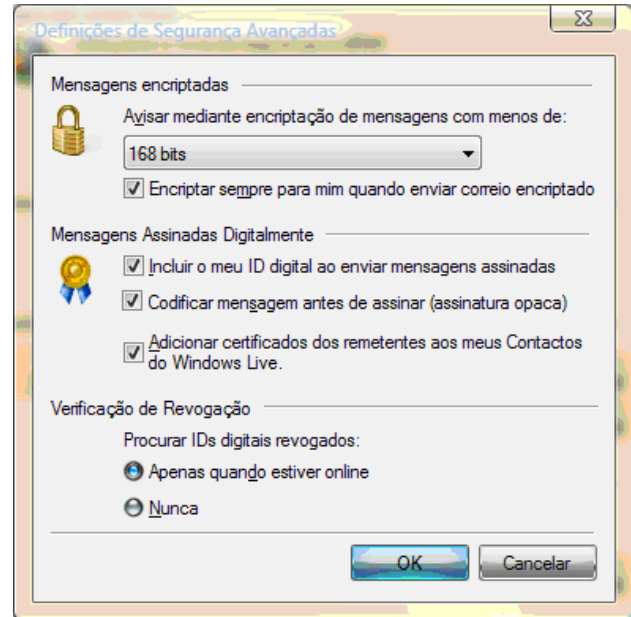 Definições de Segurança Avançadas
Mensagens encriptadas
Avisar mediante encriptação de mensagens com menos de:
168 bits
Encriptar sempre para mim quando enviar correio encriptado
Mensagens Assinadas Digitalmente
Incluir o meu ID digital ao enviar mensagens assinadas
Codificar mensagem antes de assinar (assinatura opaca)
Adicionar certificados dos remetentes aos meus Contactos
do Windows Live.
Verificação de Revogação
Procurar IDs digitais revogados:
Apenas quando estiver online
Nunca
OK Cancelar